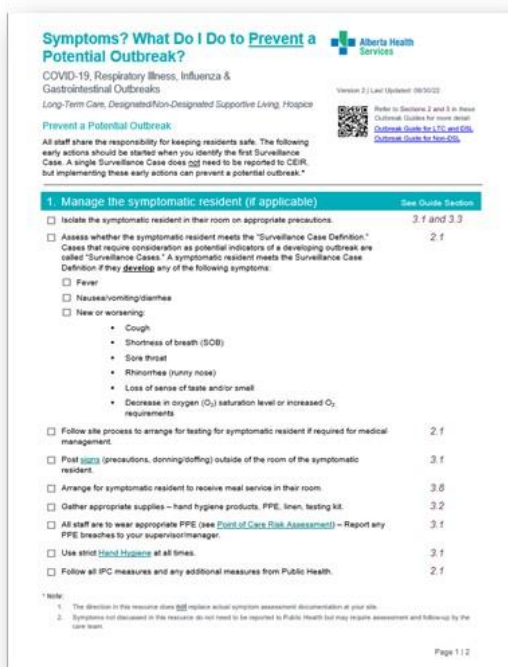 Symptoms? What Do I Do to Prevent a
Potential Outbreak?
Alberta Health
Services
COVID-19, Respiratory Illness, Influenza &
Gastrointestinal Outbreaks
Long-Term Care, Designated/Non-Designated Supportive Living, Hospice
Version 2 | Last Updated: 09/30/22
Refer to Sections 2 and 3 in these
Outbreak Guides for more detail:
Outbreak Guide for LTC and DSL
Outbreak Guide for Non-DSL
Prevent a Potential Outbreak
All staff share the responsibility for keeping residents safe. The following
early actions should be started when you identify the first Surveillance
Case. A single Surveillance Case does not need to be reported to CEIR,
but implementing these early actions can prevent a potential outbreak.*
1. Manage the symptomatic resident (if applicable) See Guide Section
Isolate the symptomatic resident in their room on appropriate precautions. 3.1 and 3.3
Assess whether the symptomatic resident meets the "Surveillance Case Definition." 2.1
Cases that require consideration as potential indicators of a developing outbreak are
called "Surveillance Cases." A symptomatic resident meets the Surveillance Case
Definition if they develop any of the following symptoms:
Fever
Nausea/vomiting/diarrhea
New or worsening:
• Cough
• Shortness of breath (SOB)
• Sore throat
• Rhinorrhea (runny nose)
• Loss of sense of taste and/or smell
• Decrease in oxygen (O₂) saturation level or increased O₂
requirements
Follow site process to arrange for testing for symptomatic resident if required for medical 2.1
management.
Post signs (precautions, donning/doffing) outside of the room of the symptomatic 3.1
resident.
Arrange for symptomatic resident to receive meal service in their room. 3.8
Gather appropriate supplies – hand hygiene products, PPE, linen, testing kit. 3.2
All staff are to wear appropriate PPE (see Point of Care Risk Assessment) – Report any 3.1
PPE breaches to your supervisor/manager.
Use strict Hand Hygiene at all times. 3.1
Follow all IPC measures and any additional measures from Public Health. 2.1
* Note:
1. The direction in this resource does not replace actual symptom assessment documentation at your site.
2. Symptoms not discussed in this resource do not need to be reported to Public Health but may require assessment and follow-up by the
care team.
Page 1 | 2